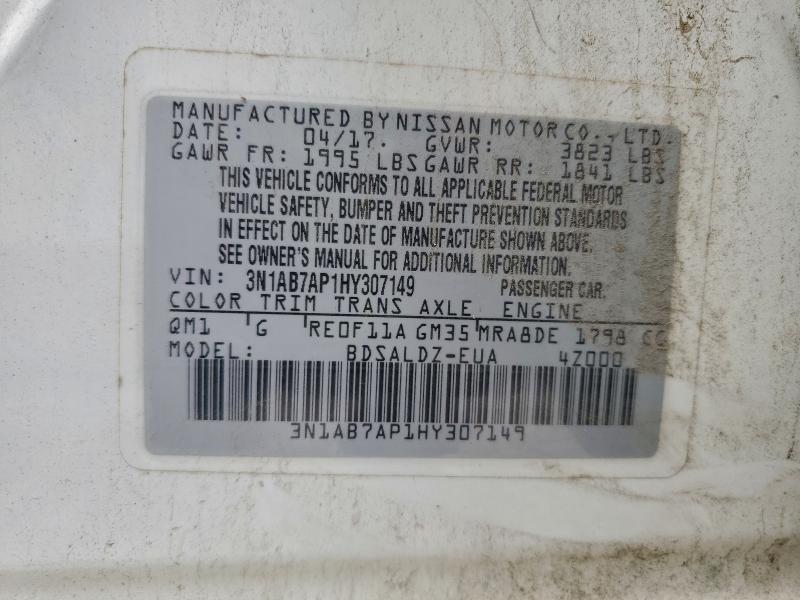 MANUFACTURED BY NISSAN MOTOR CO., LTD.
DATE: 04/17. GVWR: 3823 LBS
GAWR FR: 1995 LBS GAWR RR: 1841 LBS
THIS VEHICLE CONFORMS TO ALL APPLICABLE FEDERAL MOTOR
VEHICLE SAFETY, BUMPER AND THEFT PREVENTION STANDARDS
IN EFFECT ON THE DATE OF MANUFACTURE SHOWN ABOVE.
SEE OWNER'S MANUAL FOR ADDITIONAL INFORMATION.
VIN: 3N1AB7AP1HY307149 PASSENGER CAR.
COLOR TRIM TRANS AXLE ENGINE
QM1 G RE0F11A GM35 MRA8DE 1798 CC
MODEL: BDSALDZ-EUA 4Z000
3N1AB7AP1HY307149